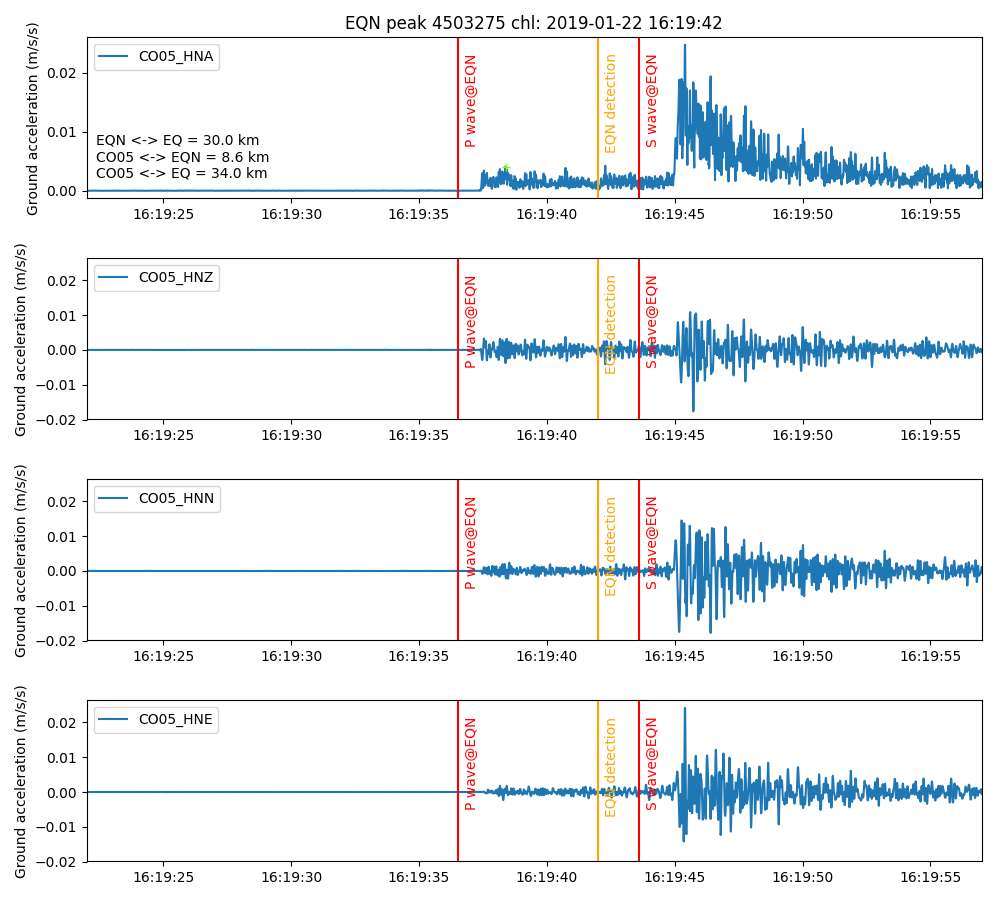 EQN peak 4503275 chl: 2019-01-22 16:19:42
Ground acceleration (m/s/s)
0.02
0.01
0.00
CO05_HNA
EQN <-> EQ = 30.0 km
CO05 <-> EQN = 8.6 km
CO05 <-> EQ = 34.0 km
P wave@EQN
EQN detection
S wave@EQN
16:19:25 16:19:30 16:19:35 16:19:40 16:19:45 16:19:50 16:19:55
Ground acceleration (m/s/s)
0.02
0.01
0.00
−0.01
−0.02
CO05_HNZ
P wave@EQN
EQN detection
S wave@EQN
16:19:25 16:19:30 16:19:35 16:19:40 16:19:45 16:19:50 16:19:55
Ground acceleration (m/s/s)
0.02
0.01
0.00
−0.01
−0.02
CO05_HNN
P wave@EQN
EQN detection
S wave@EQN
16:19:25 16:19:30 16:19:35 16:19:40 16:19:45 16:19:50 16:19:55
Ground acceleration (m/s/s)
0.02
0.01
0.00
−0.01
−0.02
CO05_HNE
P wave@EQN
EQN detection
S wave@EQN
16:19:25 16:19:30 16:19:35 16:19:40 16:19:45 16:19:50 16:19:55